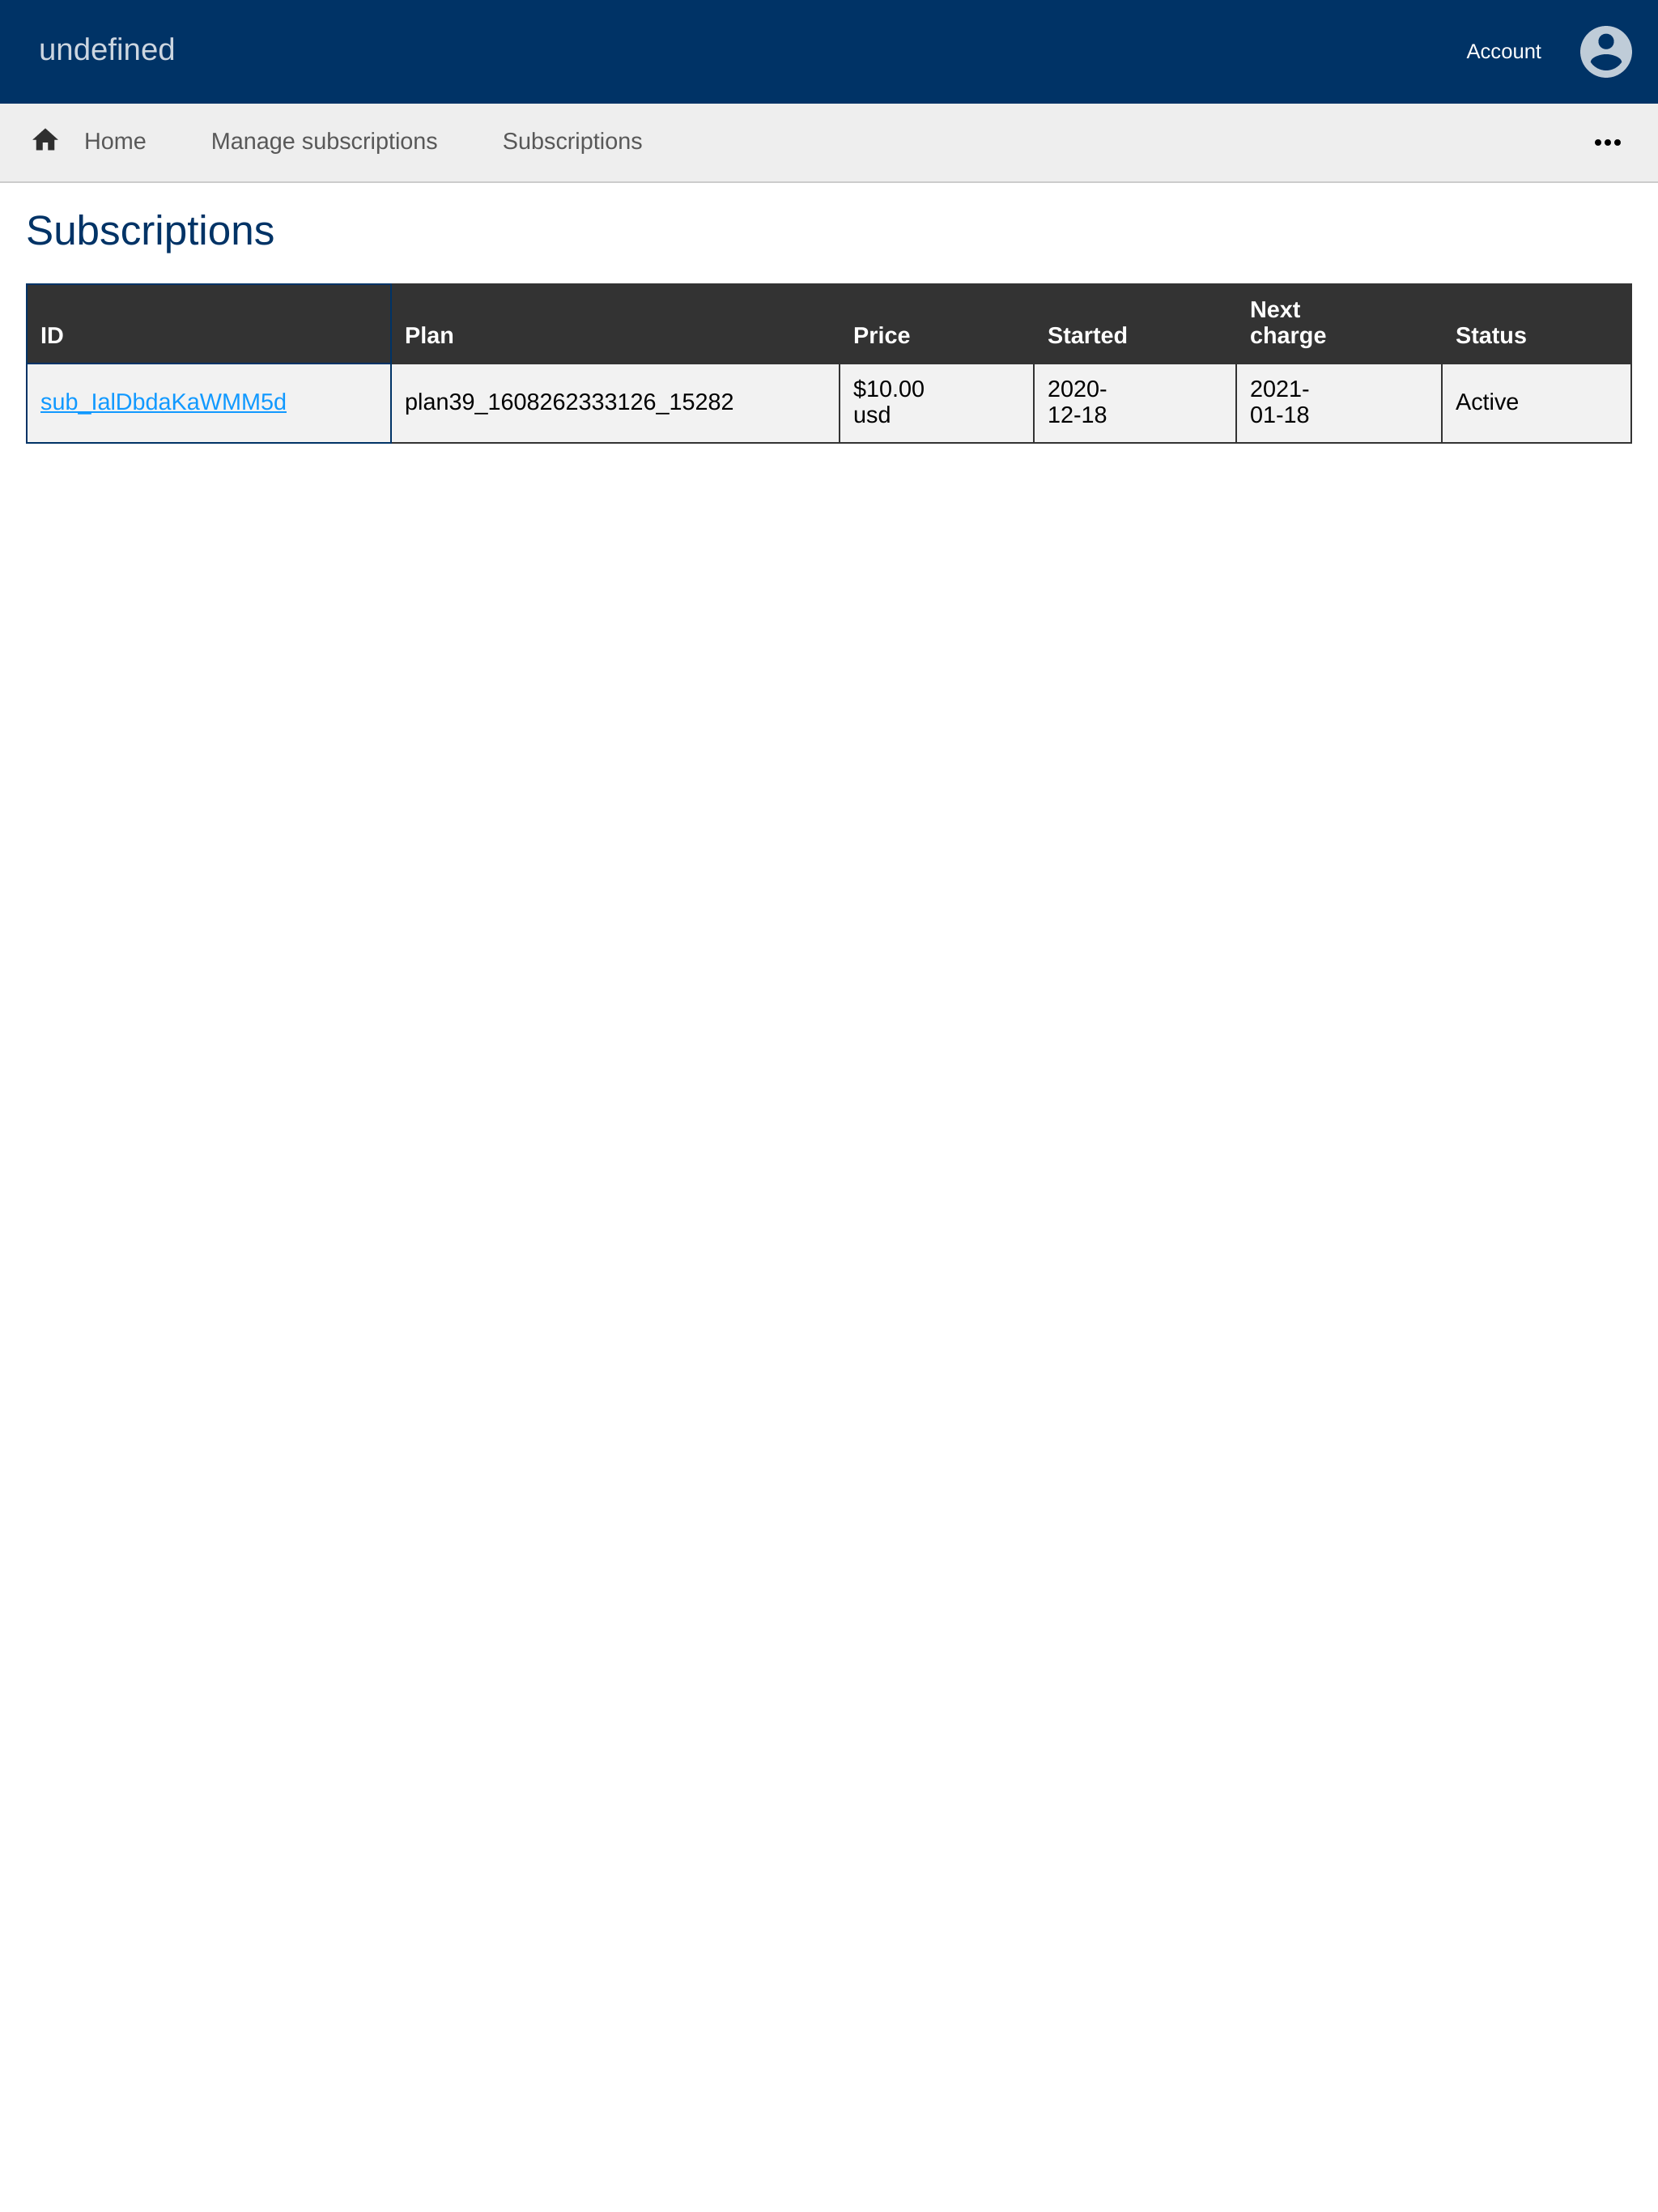 undefined
Account
Home Manage subscriptions Subscriptions
Subscriptions
ID Plan Price Started Next charge Status
sub_IalDbdaKaWMM5d plan39_1608262333126_15282 $10.00 usd 2020-12-18 2021-01-18 Active